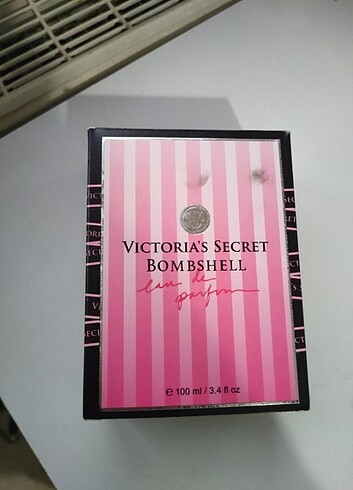 VICTORIA'S SECRET
BOMBSHELL
eau de
parfum
℮ 100 ml / 3.4 fl oz